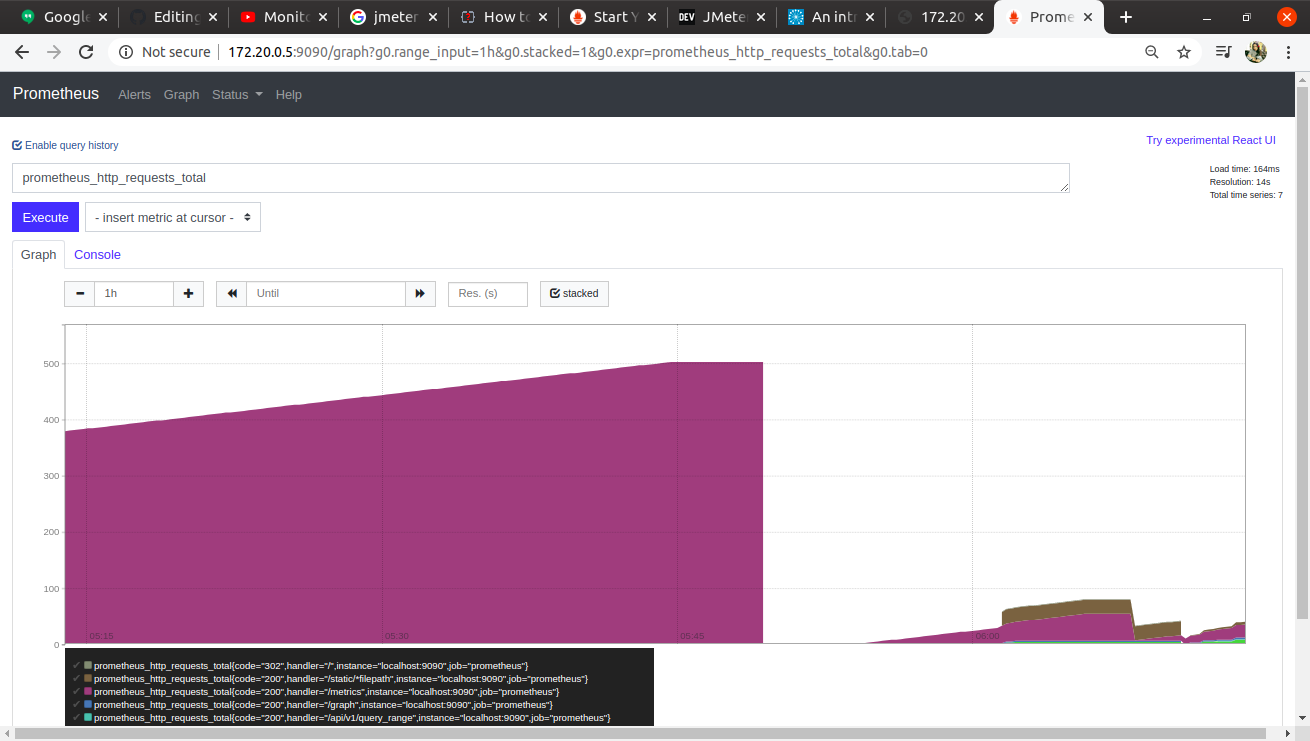 Google
Editing
Monito
jmeter
How to
Start Y
DEV
JMeter
An intr
172.20
Prome
Not secure
172.20.0.5:9090/graph?g0.range_input=1h&g0.stacked=1&g0.expr=prometheus_http_requests_total&g0.tab=0
Prometheus Alerts Graph Status Help
Try experimental React UI
Enable query history
prometheus_http_requests_total
Load time: 164ms
Resolution: 14s
Total time series: 7
Execute
- insert metric at cursor -
Graph
Console
1h
Until
Res. (s)
stacked
500
400
300
200
100
0
05:15
05:30
05:45
06:00
prometheus_http_requests_total{code="302",handler="/",instance="localhost:9090",job="prometheus"}
prometheus_http_requests_total{code="200",handler="/static/*filepath",instance="localhost:9090",job="prometheus"}
prometheus_http_requests_total{code="200",handler="/metrics",instance="localhost:9090",job="prometheus"}
prometheus_http_requests_total{code="200",handler="/graph",instance="localhost:9090",job="prometheus"}
prometheus_http_requests_total{code="200",handler="/api/v1/query_range",instance="localhost:9090",job="prometheus"}